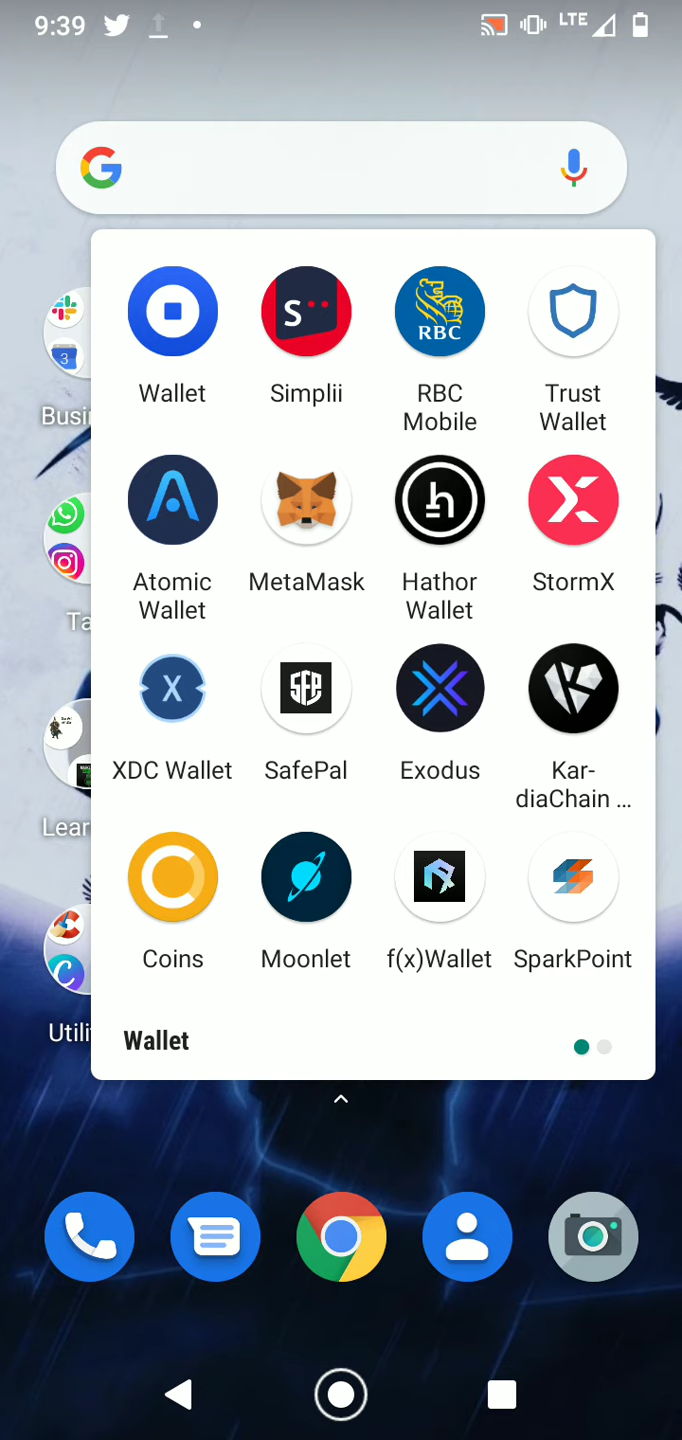 9:39
LTE
3
Busi
Ta
Lear
Utili
S
RBC
Wallet
Simplii
RBC
Mobile
Trust
Wallet
Atomic
Wallet
MetaMask
Hathor
Wallet
StormX
X
SFP
XDC Wallet
SafePal
Exodus
Kar-
diaChain ...
Coins
Moonlet
f(x)Wallet
SparkPoint
Wallet